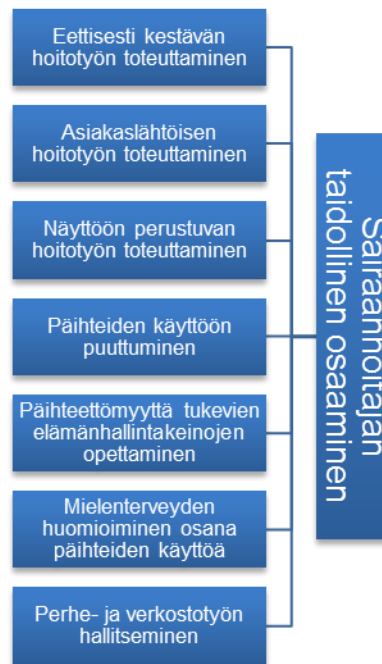 Eettisesti kestävän
hoitotyön toteuttaminen
Asiakaslähtöisen
hoitotyön toteuttaminen
Näyttöön perustuvan
hoitotyön toteuttaminen
Päihteiden käyttöön
puuttuminen
Päihteettömyyttä tukevien
elämänhallintakeinojen
opettaminen
Mielenterveyden
huomioiminen osana
päihteiden käyttöä
Perhe- ja verkostotyön
hallitseminen
Sairaanhoitajan
taidollinen osaaminen